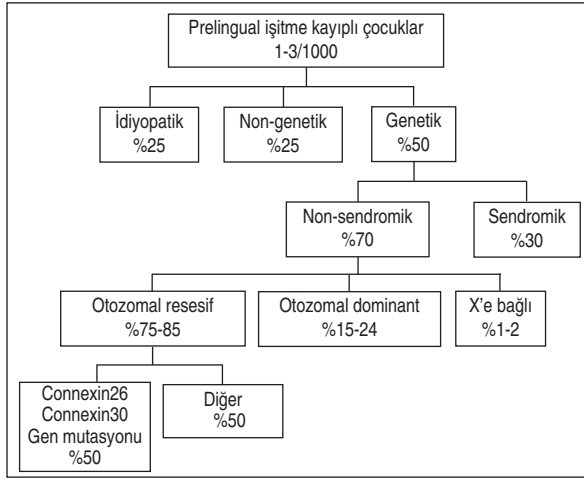 Prelingual işitme kayıplı çocuklar
1-3/1000
İdiyopatik
%25
Non-genetik
%25
Genetik
%50
Non-sendromik
%70
Sendromik
%30
Otozomal resesif
%75-85
Otozomal dominant
%15-24
X'e bağlı
%1-2
Connexin26
Connexin30
Gen mutasyonu
%50
Diğer
%50